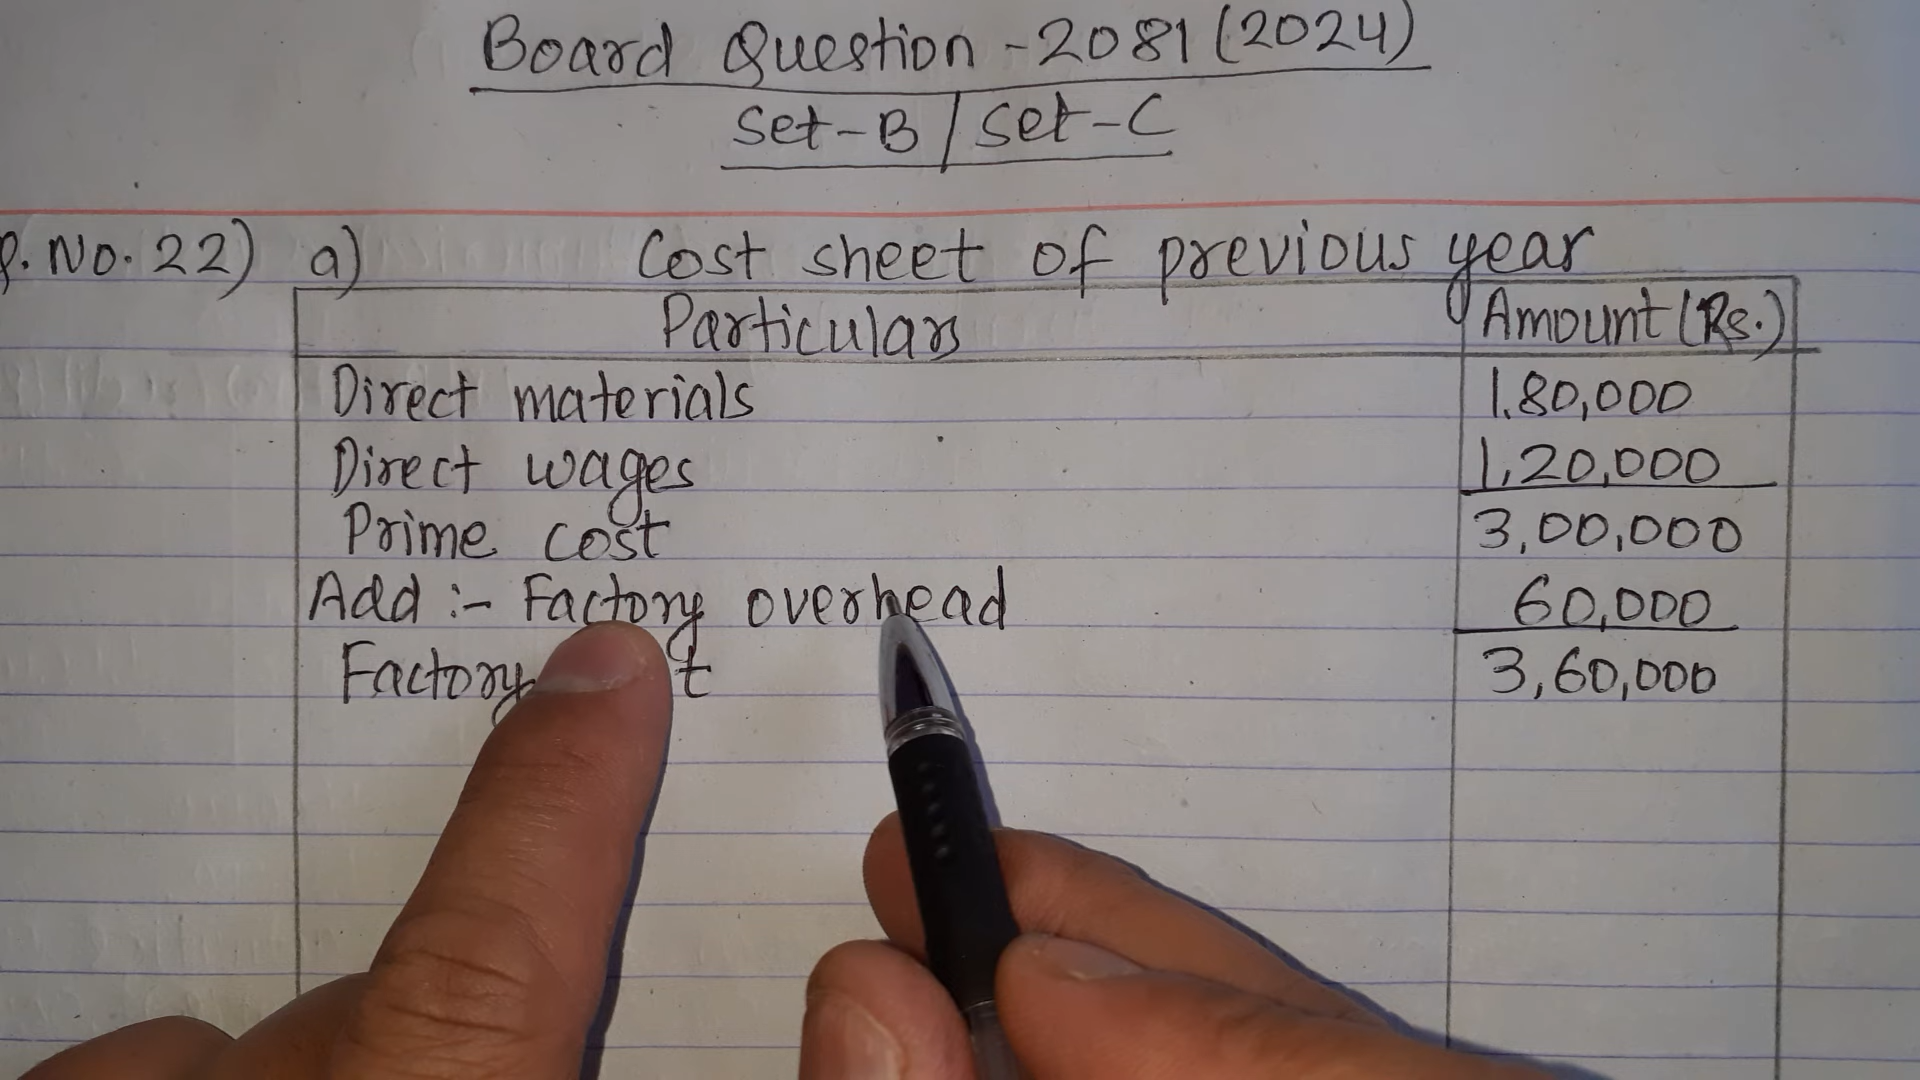 Board Question - 2081 (2024)
Set-B / Set-C
Q. No. 22) a) Cost sheet of previous year
Particulars Amount (Rs.)
Direct materials 1,80,000
Direct wages 1,20,000
Prime cost 3,00,000
Add :- Factory overhead 60,000
Factory 3,60,000